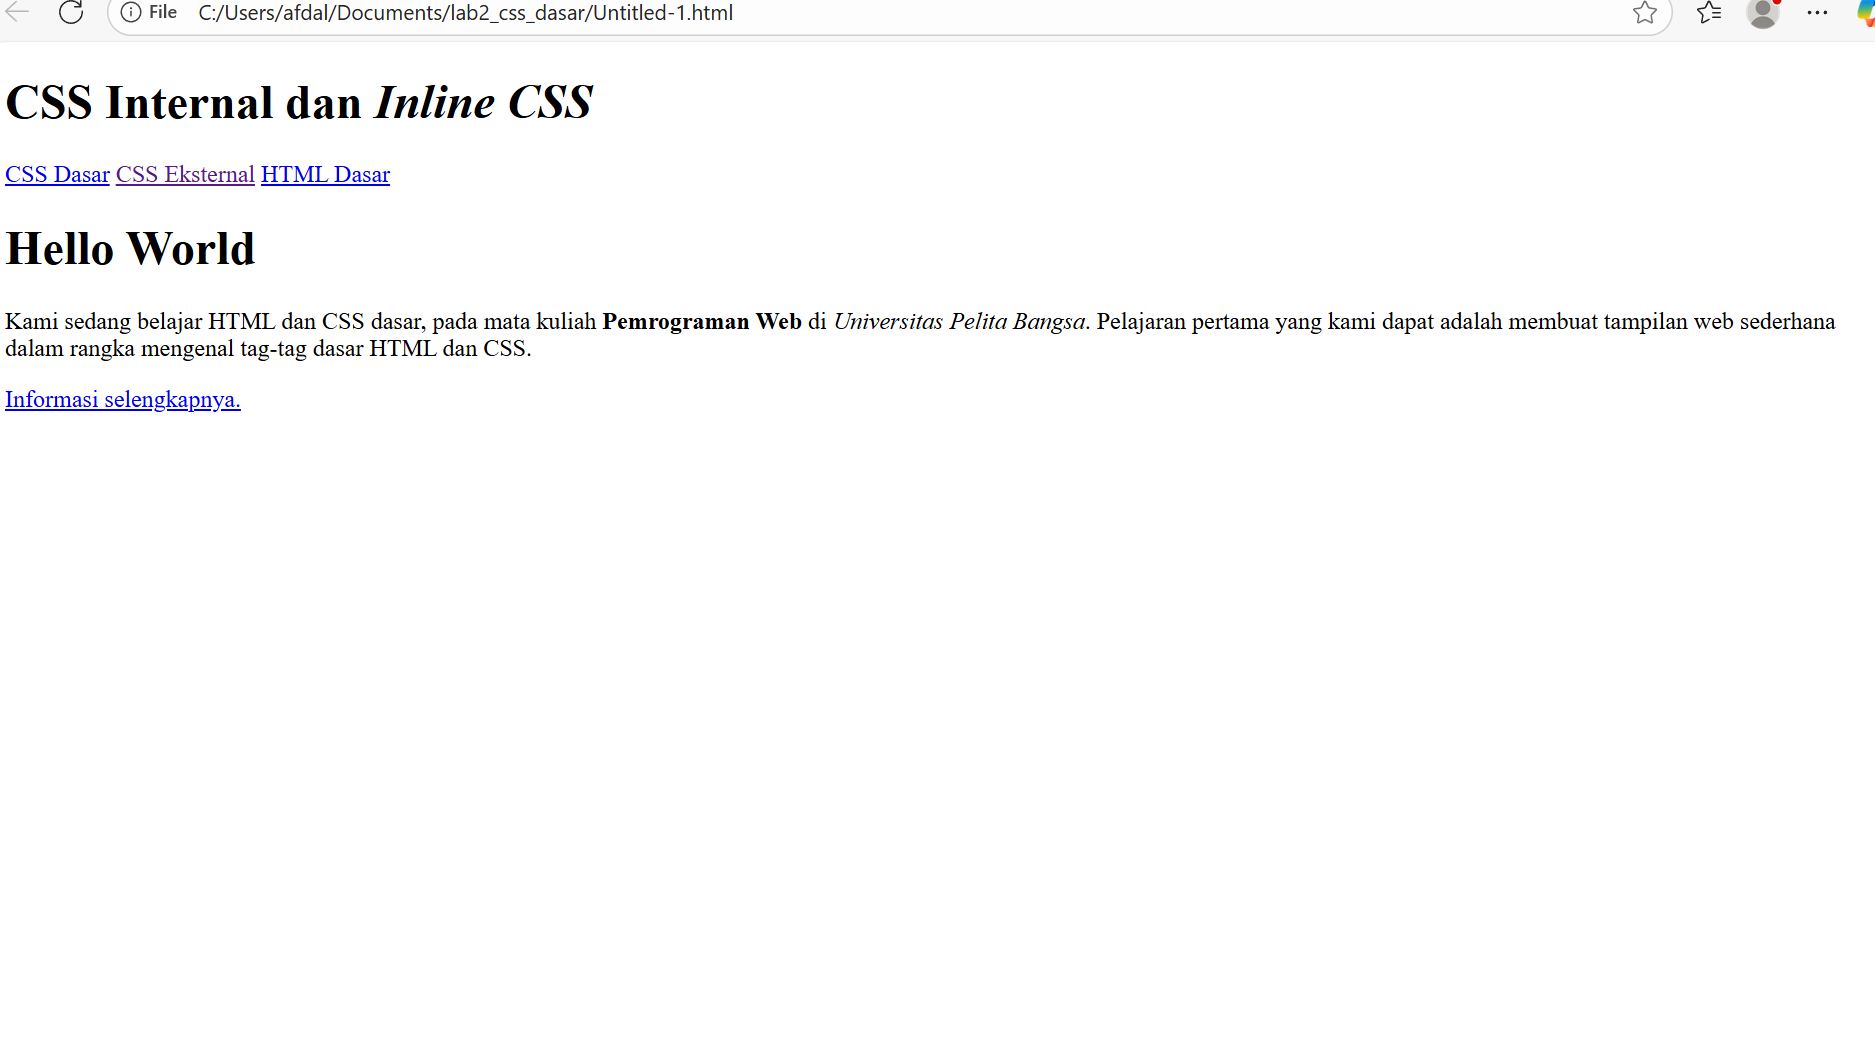 File C:/Users/afdal/Documents/lab2_css_dasar/Untitled-1.html
CSS Internal dan Inline CSS
CSS Dasar CSS Eksternal HTML Dasar
Hello World
Kami sedang belajar HTML dan CSS dasar, pada mata kuliah Pemrograman Web di Universitas Pelita Bangsa. Pelajaran pertama yang kami dapat adalah membuat tampilan web sederhana
dalam rangka mengenal tag-tag dasar HTML dan CSS.
Informasi selengkapnya.